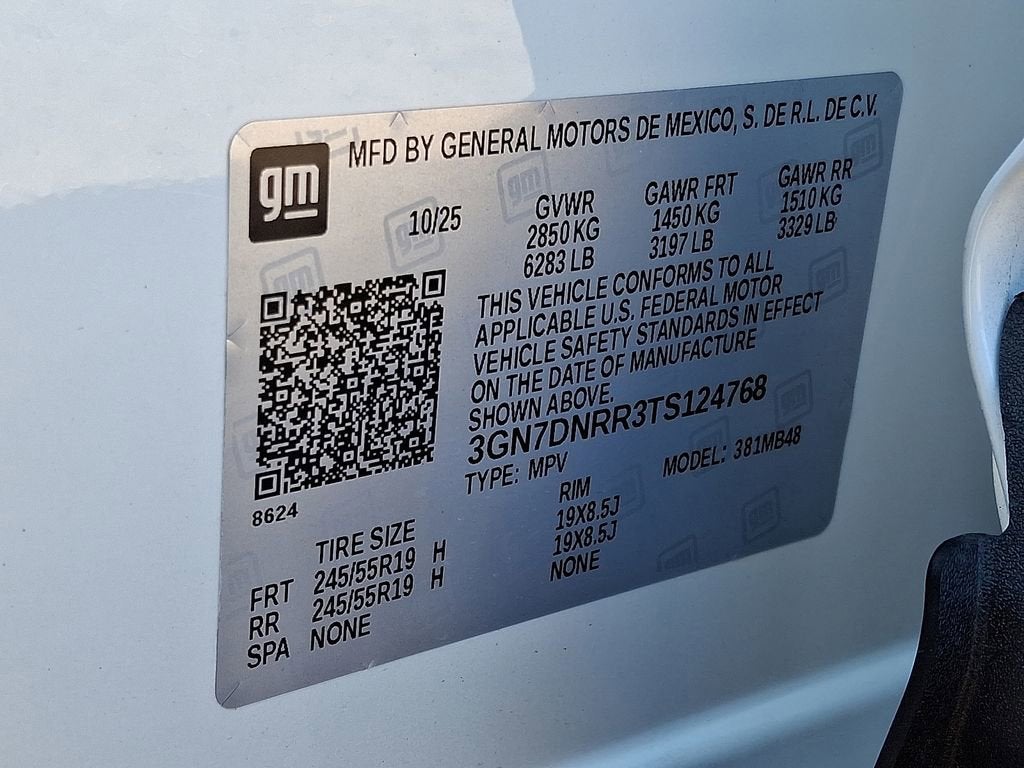 gm
MFD BY GENERAL MOTORS DE MEXICO, S. DE R.L. DE C.V.
10/25 GVWR GAWR FRT GAWR RR
2850 KG 1450 KG 1510 KG
6283 LB 3197 LB 3329 LB
THIS VEHICLE CONFORMS TO ALL
APPLICABLE U.S. FEDERAL MOTOR
VEHICLE SAFETY STANDARDS IN EFFECT
ON THE DATE OF MANUFACTURE
SHOWN ABOVE.
3GN7DNRR3TS124768
TYPE: MPV MODEL: 381MB48
8624
TIRE SIZE RIM
FRT 245/55R19 H 19X8.5J
RR 245/55R19 H 19X8.5J
SPA NONE NONE